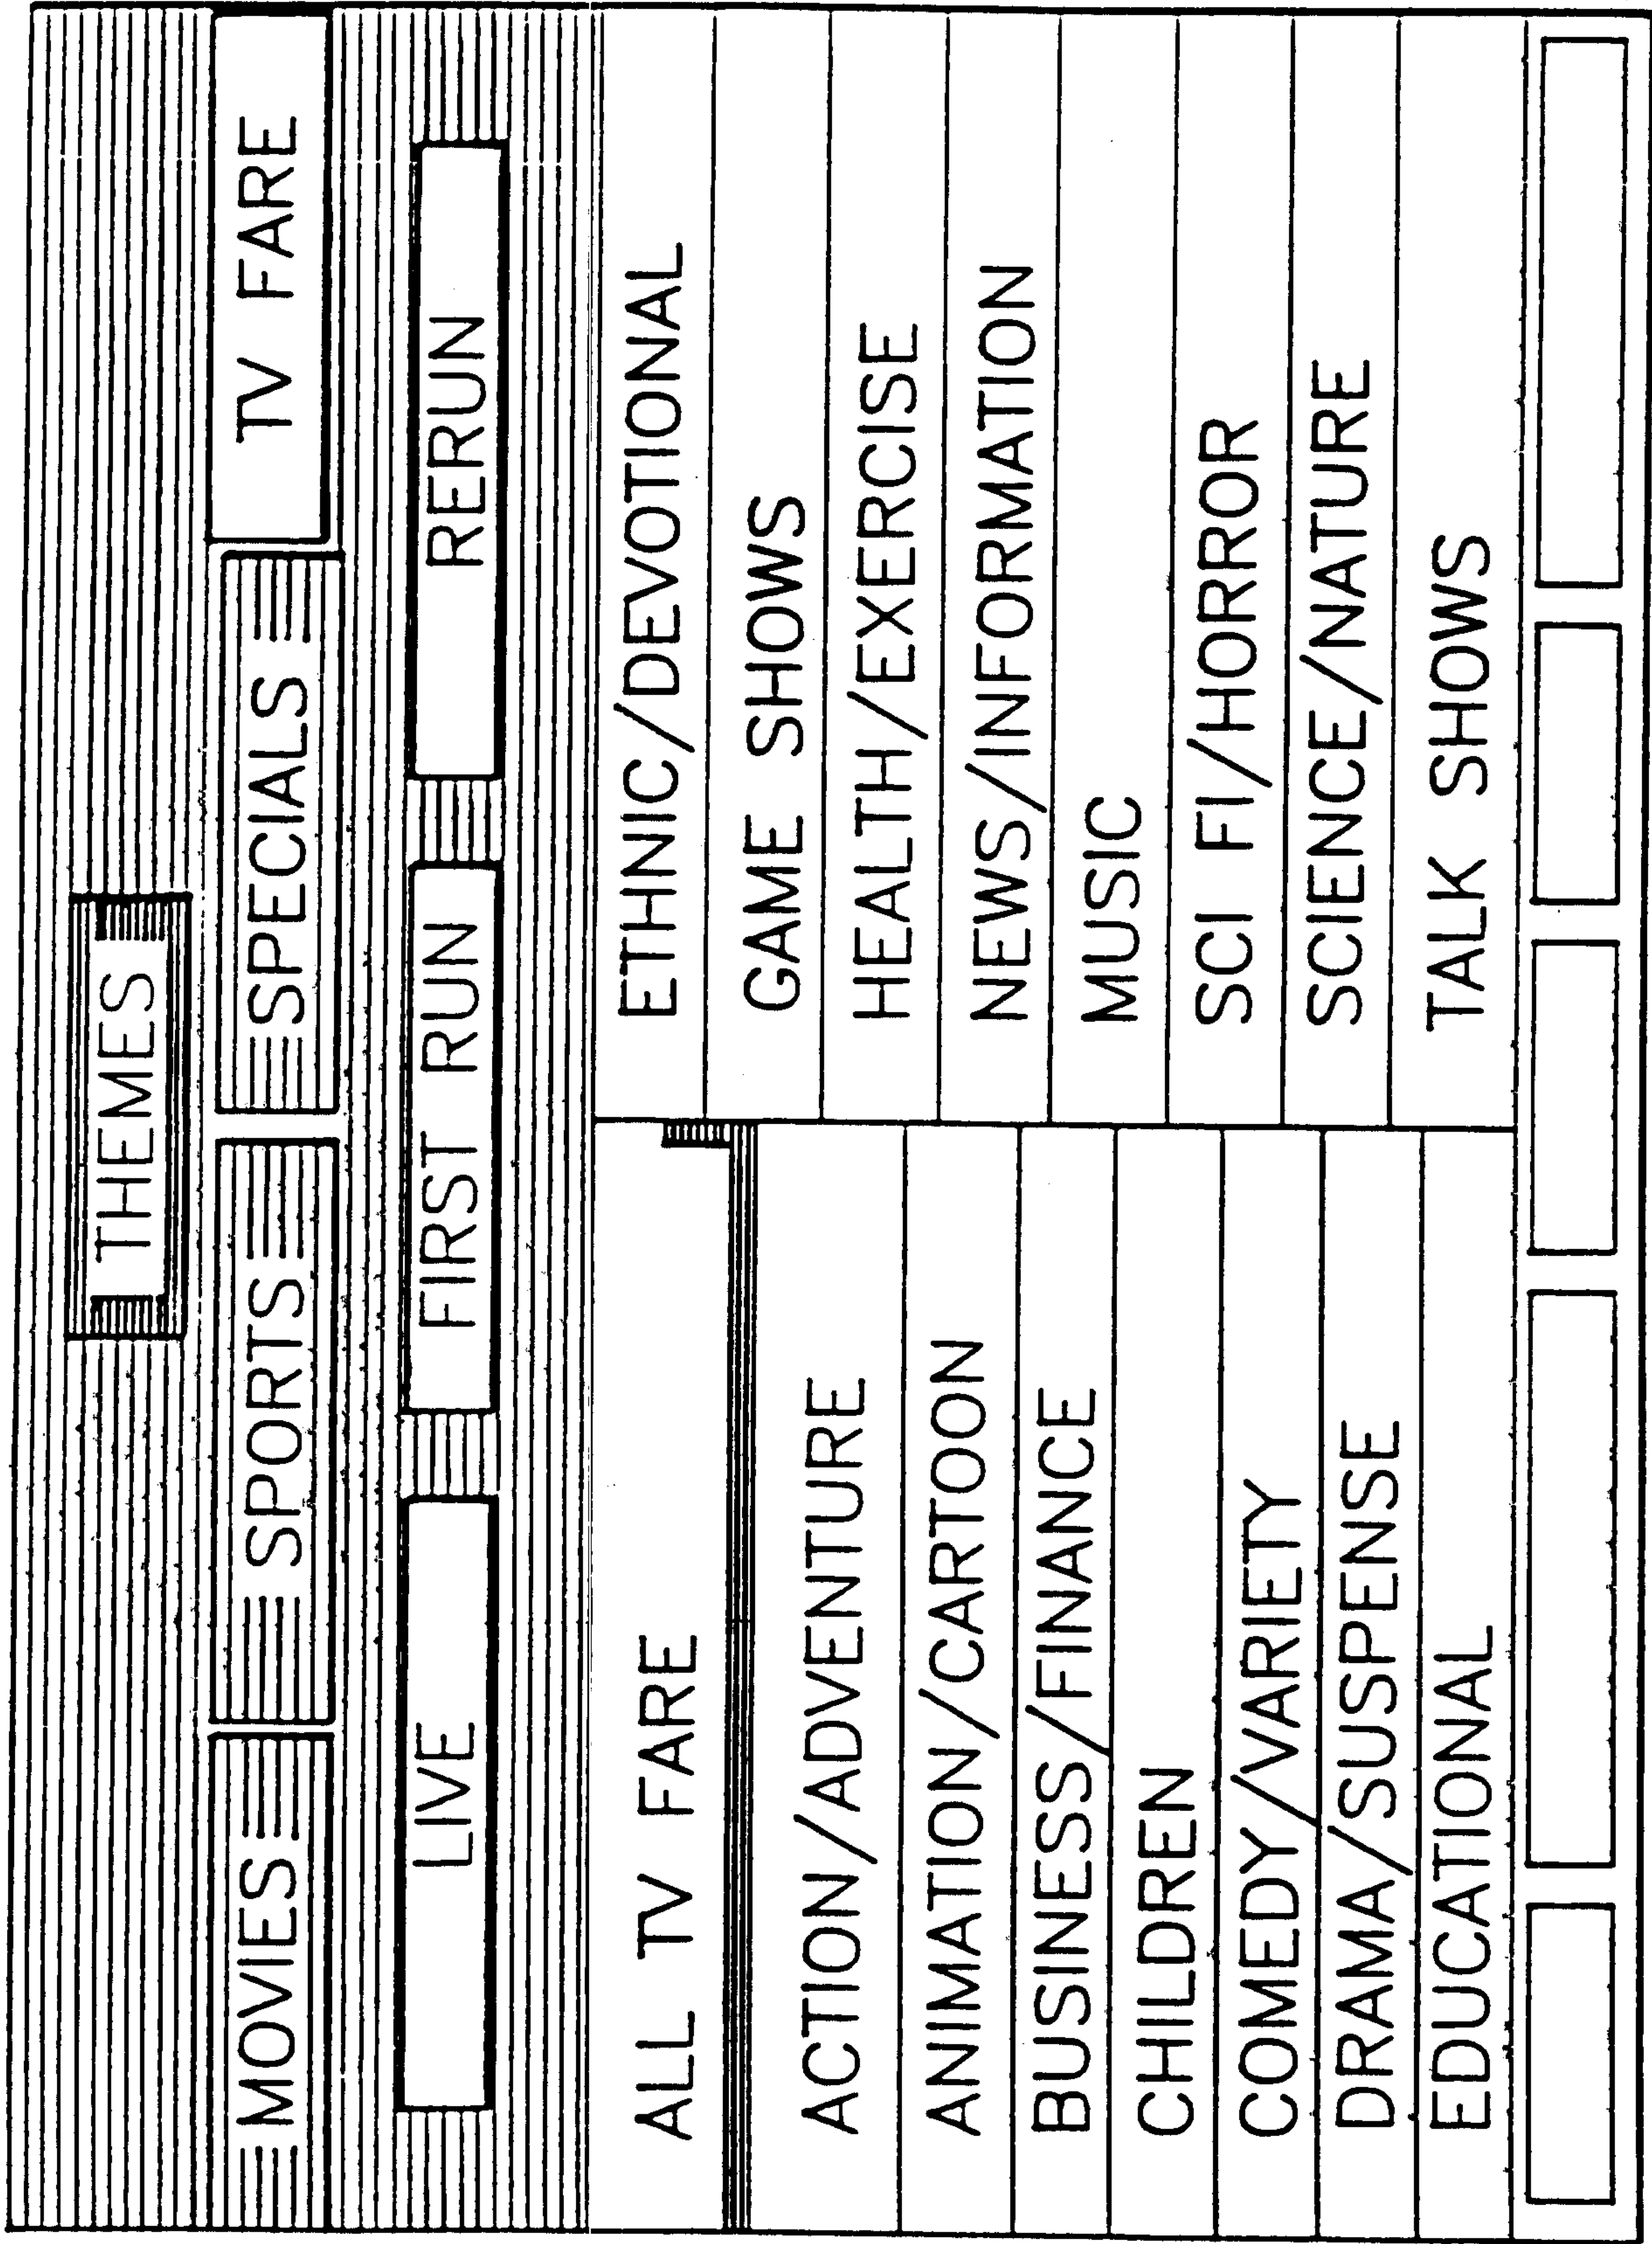 THEMES
MOVIES SPORTS SPECIALS TV FARE
LIVE FIRST RUN RERUN
ALL TV FARE
ACTION/ADVENTURE
ANIMATION/CARTOON
BUSINESS/FINANCE
CHILDREN
COMEDY/VARIETY
DRAMA/SUSPENSE
EDUCATIONAL
ETHNIC/DEVOTIONAL
GAME SHOWS
HEALTH/EXERCISE
NEWS/INFORMATION
MUSIC
SCI FI/HORROR
SCIENCE/NATURE
TALK SHOWS